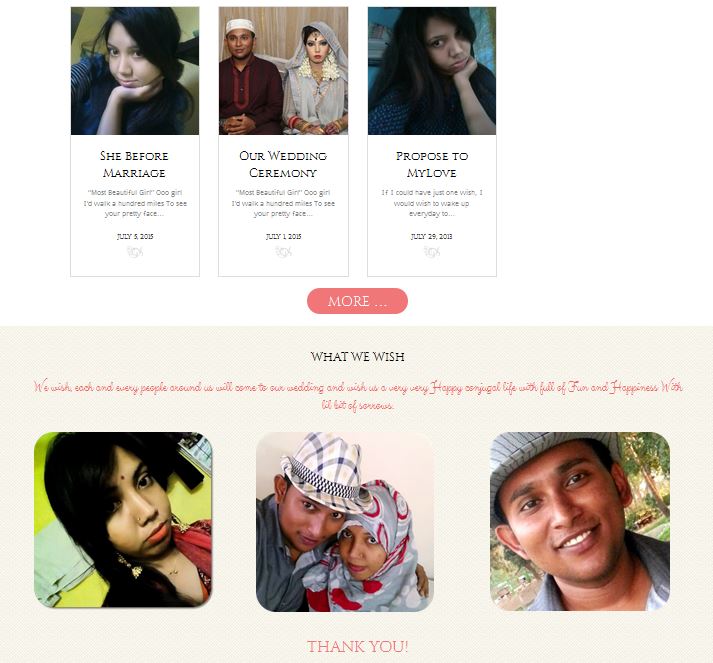 She Before
Marriage
"Most Beautiful Girl" Ooo girl
I'd walk a hundred miles To see
your pretty face...
JULY 5, 2015
Our Wedding
Ceremony
"Most Beautiful Girl" Ooo girl
I'd walk a hundred miles To see
your pretty face...
JULY 1, 2015
Propose to
MyLove
If I could have just one wish, I
would wish to wake up
everyday to...
JULY 29, 2013
MORE ...
WHAT WE WISH
We wish, each and every people around us will come to our wedding and wish us a very very Happy conjugal life with full of Fun and Happiness With
lil bit of sorrows.
THANK YOU!